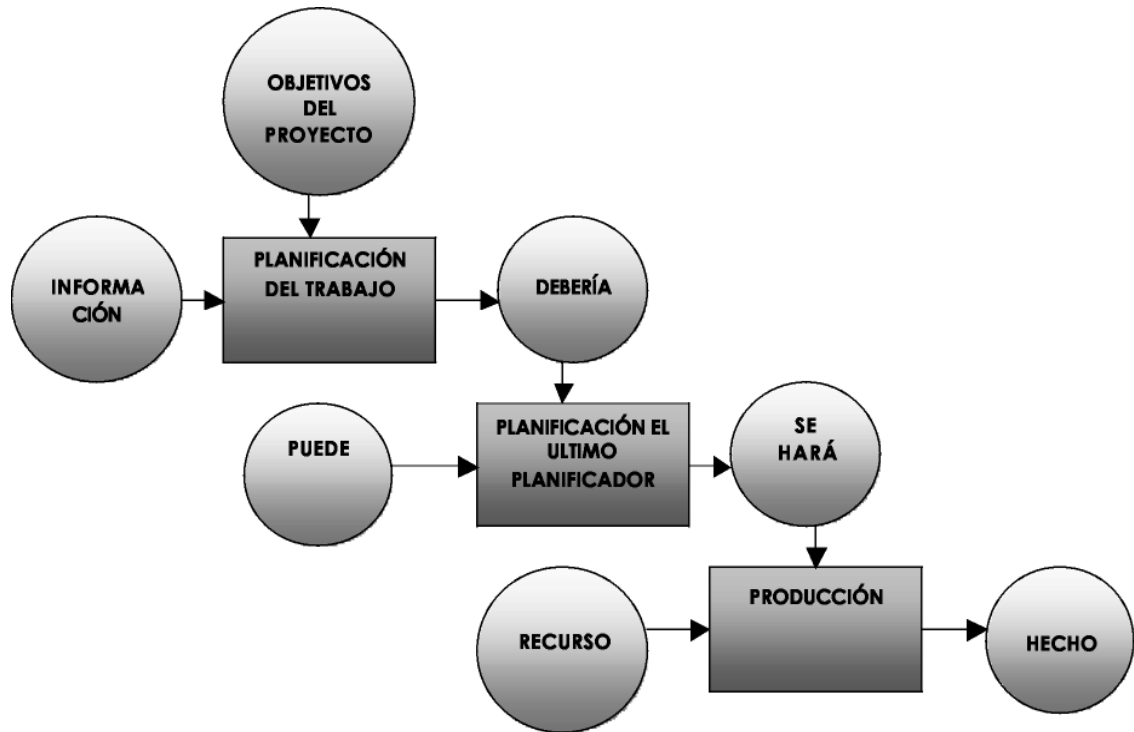 OBJETIVOS
DEL
PROYECTO
INFORMA
CIÓN
PLANIFICACIÓN
DEL TRABAJO
DEBERÍA
PUEDE
PLANIFICACIÓN EL
ULTIMO
PLANIFICADOR
SE
HARÁ
RECURSO
PRODUCCIÓN
HECHO